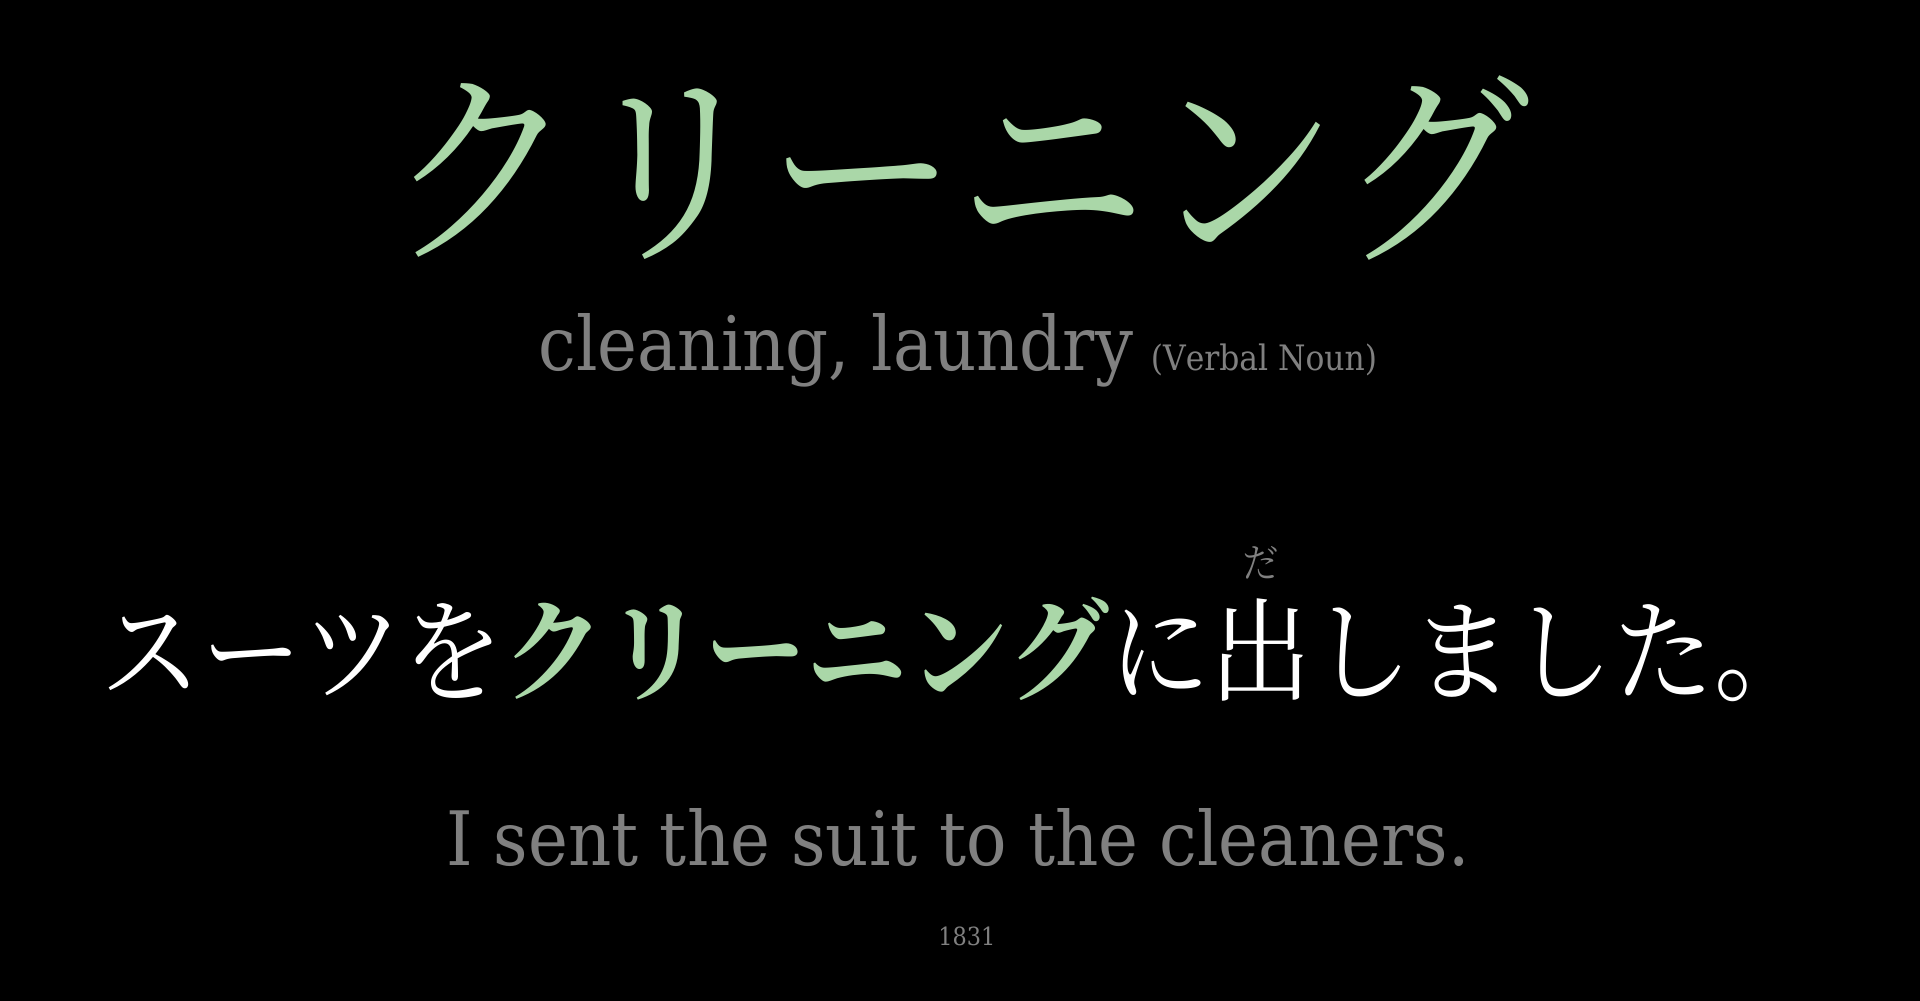 クリーニング
cleaning, laundry (Verbal Noun)
だ
スーツをクリーニングに出しました。
I sent the suit to the cleaners.
1831